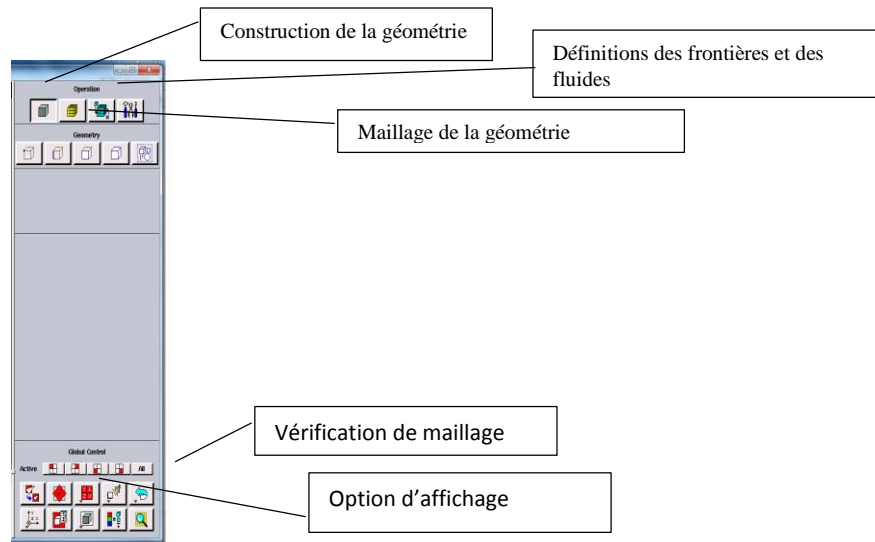 Construction de la géométrie
Définitions des frontières et des
fluides
Operation
Maillage de la géométrie
Geometry
Vérification de maillage
Global Control
Active
All
Option d’affichage